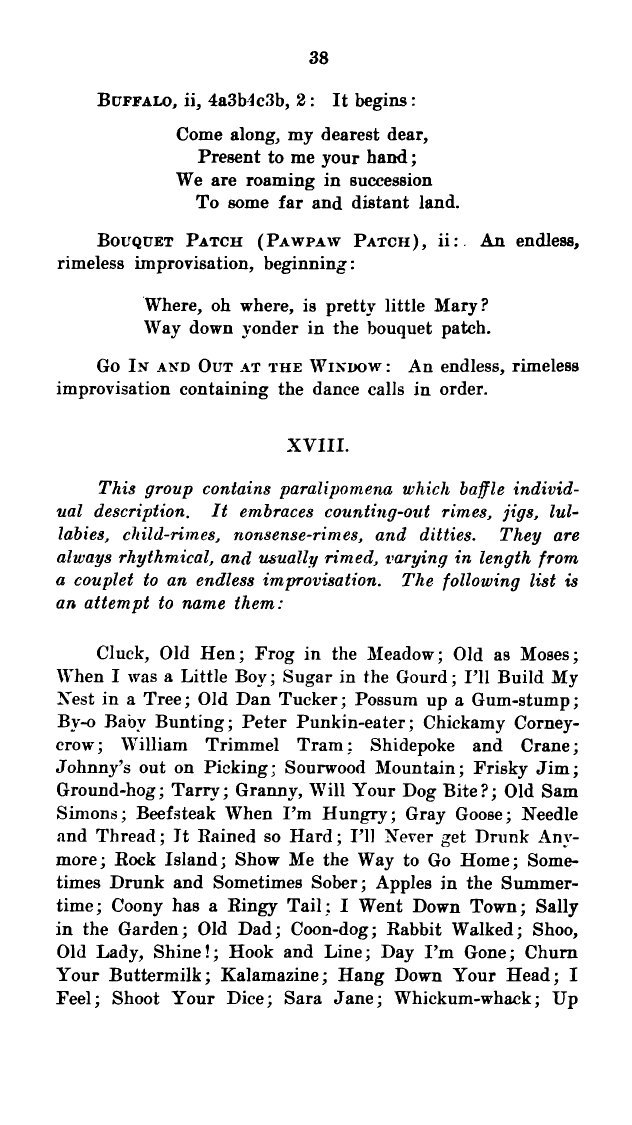 38
BUFFALO, ii, 4a3b4c3b, 2: It begins:
Come along, my dearest dear,
Present to me your hand;
We are roaming in succession
To some far and distant land.
BOUQUET PATCH (PAWPAW PATCH), ii: An endless,
rimeless improvisation, beginning:
Where, oh where, is pretty little Mary?
Way down yonder in the bouquet patch.
GO IN AND OUT AT THE WINDOW: An endless, rimeless
improvisation containing the dance calls in order.
XVIII.
This group contains paralipomena which baffle individ-
ual description. It embraces counting-out rimes, jigs, lul-
labies, child-rimes, nonsense-rimes, and ditties. They are
always rhythmical, and usually rimed, varying in length from
a couplet to an endless improvisation. The following list is
an attempt to name them:
Cluck, Old Hen; Frog in the Meadow; Old as Moses;
When I was a Little Boy; Sugar in the Gourd; I'll Build My
Nest in a Tree; Old Dan Tucker; Possum up a Gum-stump;
By-o Baby Bunting; Peter Punkin-eater; Chickamy Corney-
crow; William Trimmel Tram; Shidepoke and Crane;
Johnny's out on Picking; Sourwood Mountain; Frisky Jim;
Ground-hog; Tarry; Granny, Will Your Dog Bite?; Old Sam
Simons; Beefsteak When I'm Hungry; Gray Goose; Needle
and Thread; It Rained so Hard; I'll Never get Drunk Any-
more; Rock Island; Show Me the Way to Go Home; Some-
times Drunk and Sometimes Sober; Apples in the Summer-
time; Coony has a Ringy Tail; I Went Down Town; Sally
in the Garden; Old Dad; Coon-dog; Rabbit Walked; Shoo,
Old Lady, Shine!; Hook and Line; Day I'm Gone; Churn
Your Buttermilk; Kalamazine; Hang Down Your Head; I
Feel; Shoot Your Dice; Sara Jane; Whickum-whack; Up